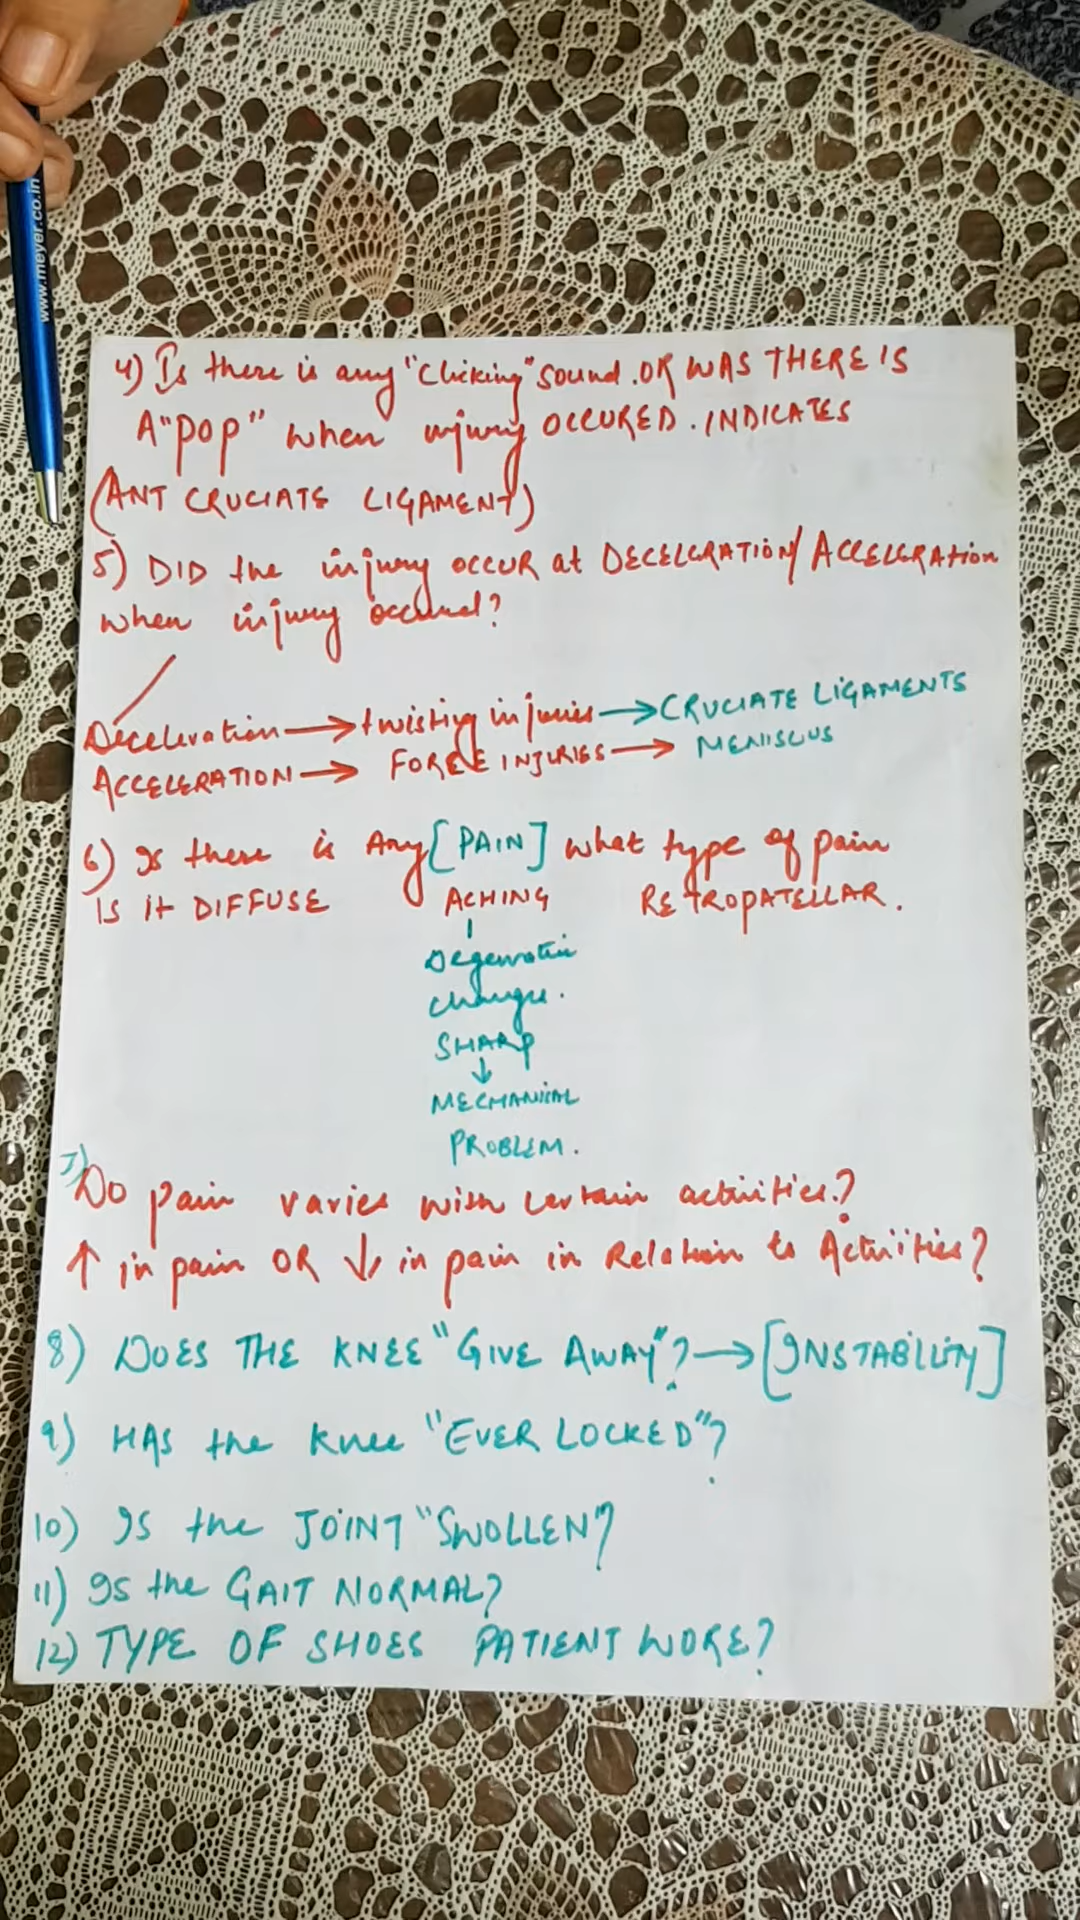 www.meyer.co.in
4) Is there is any "Clicking" Sound. OR WAS THERE IS
A "POP" when injury OCCURED. INDICATES
(ANT CRUCIATE LIGAMENT)
5) DID the injury OCCUR at DECELERATION/ACCELERATION
when injury occured?
Deceleration → twisting injuries → CRUCIATE LIGAMENTS
ACCELERATION → FORCE INJURIES → MENISCUS
6) Is there is Any [PAIN] what type of pain
IS it DIFFUSE ACHING RETROPATELLAR.
Degenerative
changes.
SHARP
↓
MECHANICAL
PROBLEM.
7) Do pain varies with certain activities?
↑ in pain OR ↓ in pain in Relation to Activities?
8) DOES THE KNEE "GIVE AWAY"? → [INSTABILITY]
9) HAS the knee "EVER LOCKED"?
10) IS the JOINT "SWOLLEN"?
11) IS the GAIT NORMAL?
12) TYPE OF SHOES PATIENT WORE?